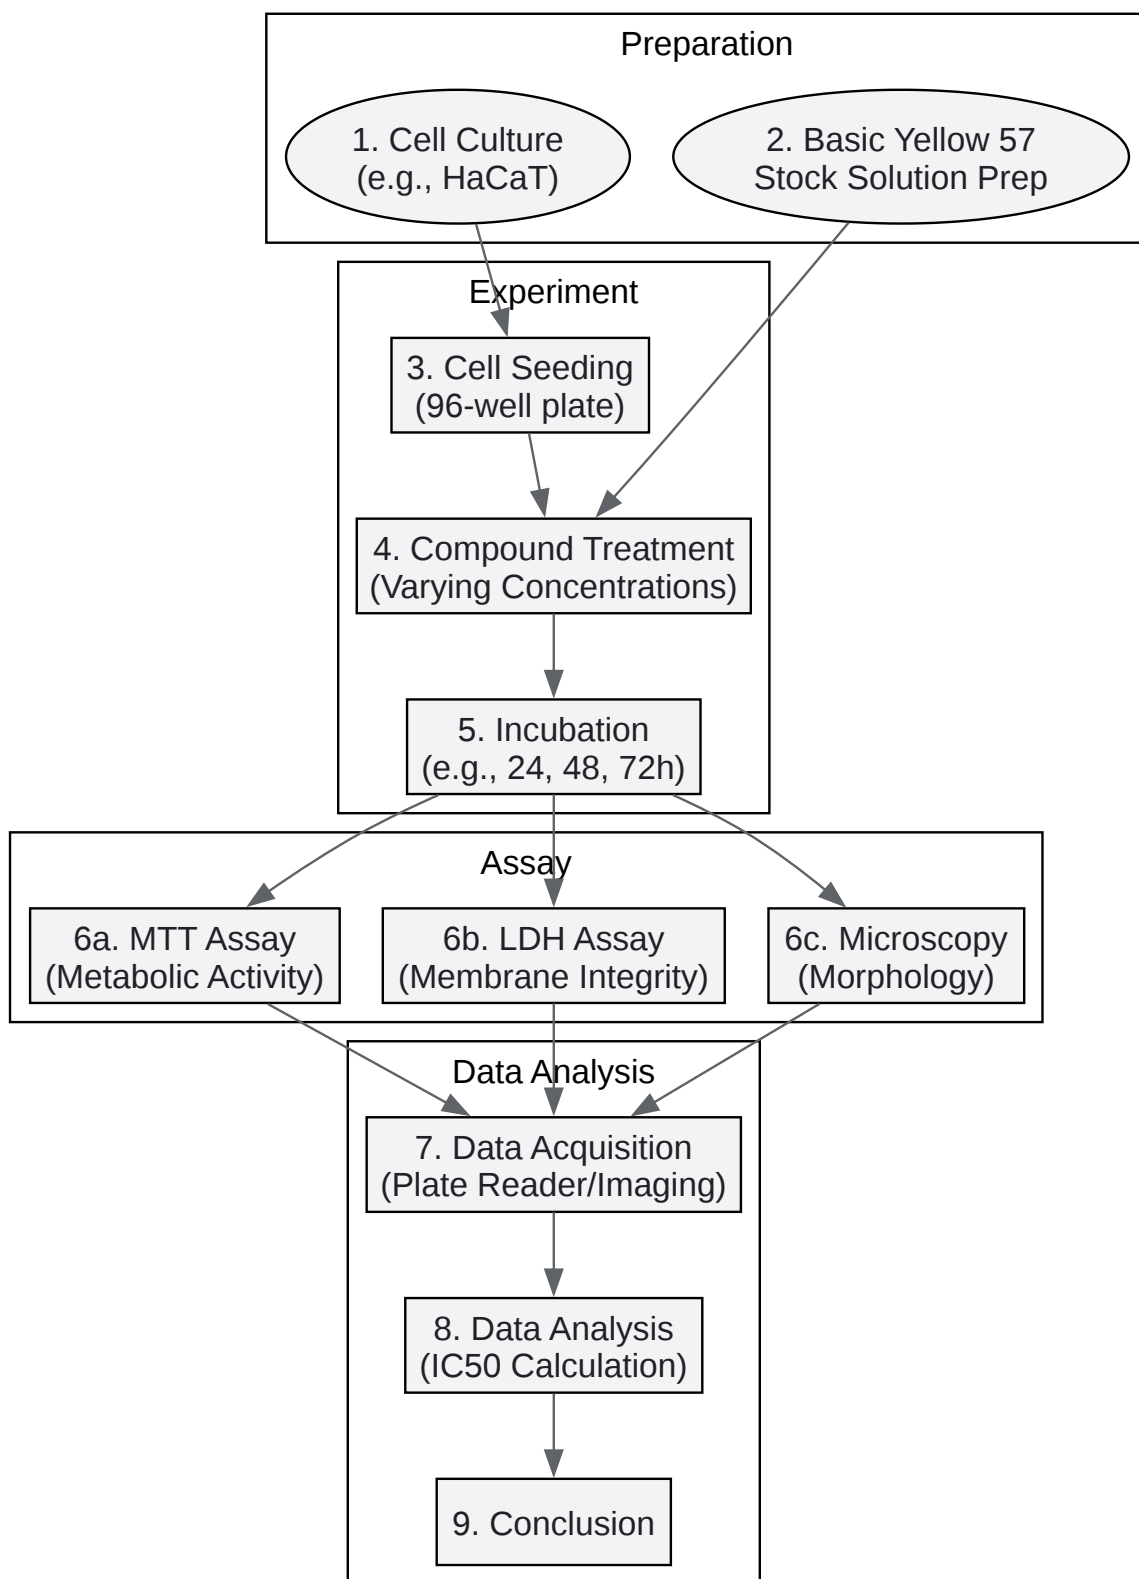 Preparation
1. Cell Culture
(e.g., HaCaT)
2. Basic Yellow 57
Stock Solution Prep
Experiment
3. Cell Seeding
(96-well plate)
4. Compound Treatment
(Varying Concentrations)
5. Incubation
(e.g., 24, 48, 72h)
Assay
6a. MTT Assay
(Metabolic Activity)
6b. LDH Assay
(Membrane Integrity)
6c. Microscopy
(Morphology)
Data Analysis
7. Data Acquisition
(Plate Reader/Imaging)
8. Data Analysis
(IC50 Calculation)
9. Conclusion